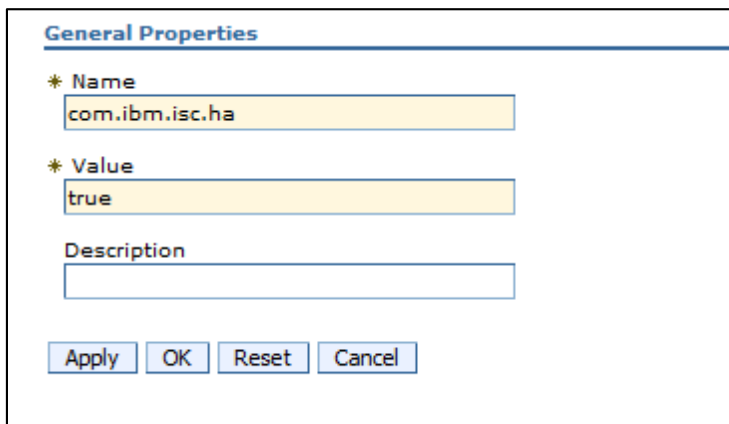 General Properties
* Name
com.ibm.isc.ha
* Value
true
Description
Apply OK Reset Cancel